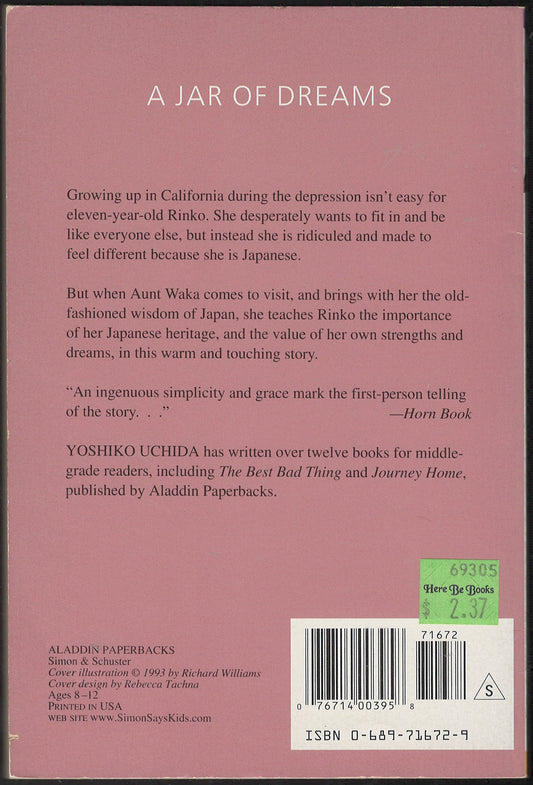 A JAR OF DREAMS
Growing up in California during the depression isn't easy for
eleven-year-old Rinko. She desperately wants to fit in and be
like everyone else, but instead she is ridiculed and made to
feel different because she is Japanese.
But when Aunt Waka comes to visit, and brings with her the old-
fashioned wisdom of Japan, she teaches Rinko the importance
of her Japanese heritage, and the value of her own strengths and
dreams, in this warm and touching story.
“An ingenuous simplicity and grace mark the first-person telling
of the story. . .” —Horn Book
YOSHIKO UCHIDA has written over twelve books for middle-
grade readers, including The Best Bad Thing and Journey Home,
published by Aladdin Paperbacks.
69305
Here Be Books
$ 2.37
ALADDIN PAPERBACKS
Simon & Schuster
Cover illustration © 1993 by Richard Williams
Cover design by Rebecca Tachna
Ages 8–12
PRINTED IN USA
WEB SITE www.SimonSaysKids.com
71672
0 76714 00395 8
S
ISBN 0-689-71672-9